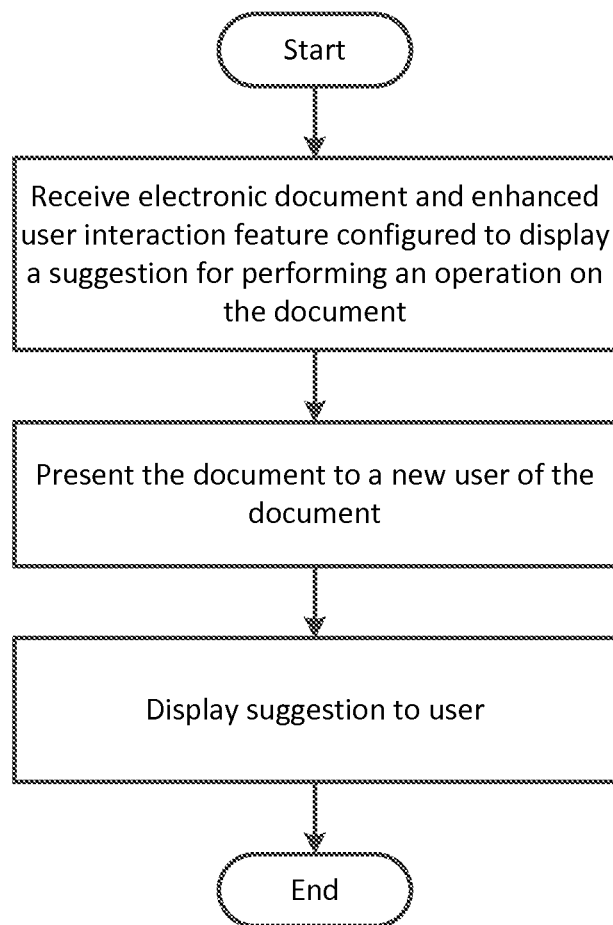 Start
Receive electronic document and enhanced
user interaction feature configured to display
a suggestion for performing an operation on
the document
Present the document to a new user of the
document
Display suggestion to user
End